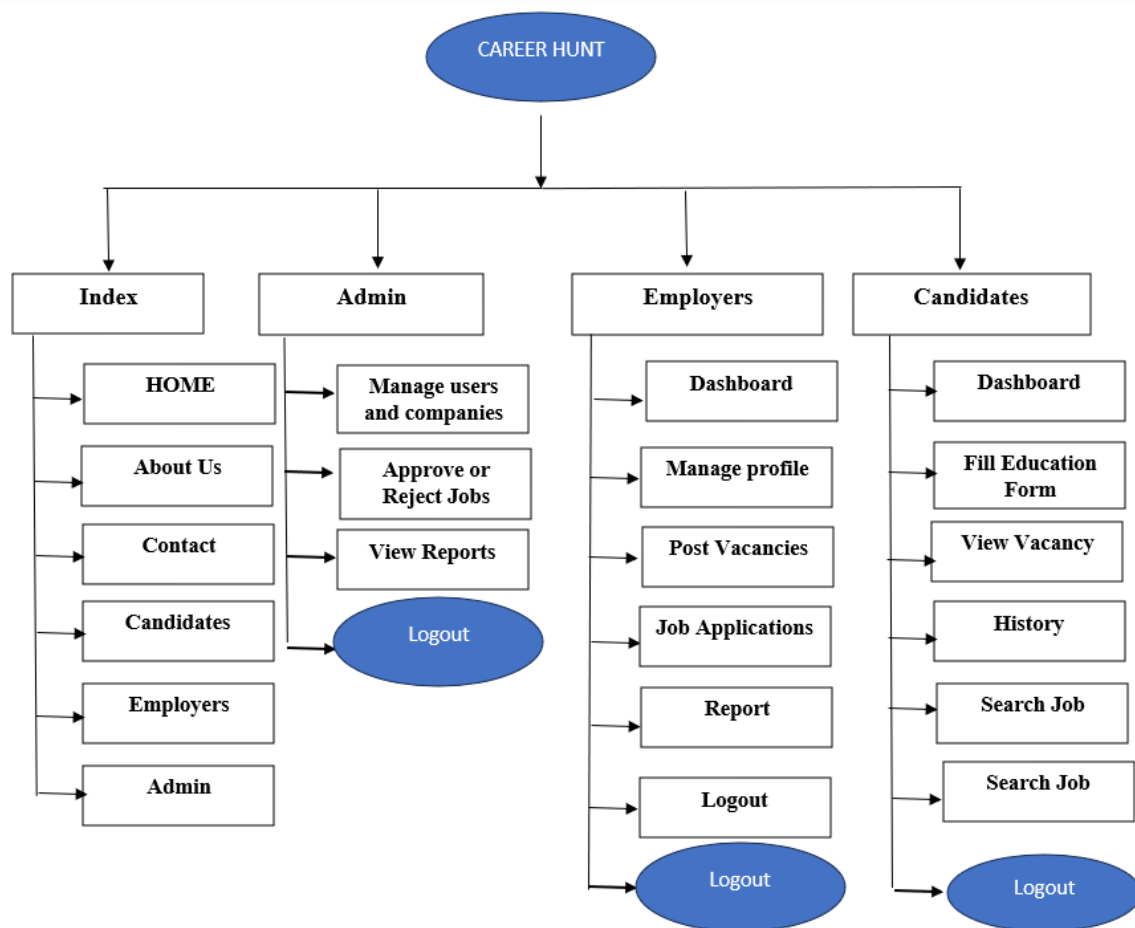 CAREER HUNT
Index
HOME
About Us
Contact
Candidates
Employers
Admin
Admin
Manage users
and companies
Approve or
Reject Jobs
View Reports
Logout
Employers
Dashboard
Manage profile
Post Vacancies
Job Applications
Report
Logout
Logout
Candidates
Dashboard
Fill Education
Form
View Vacancy
History
Search Job
Search Job
Logout